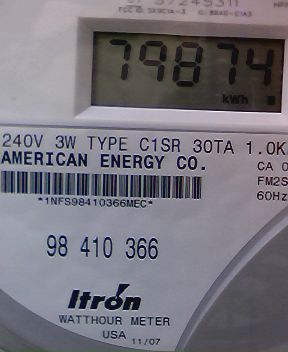 79874
kWh
240V 3W TYPE C1SR 30TA 1.0K
AMERICAN ENERGY CO.
CA 0
FM2S
60Hz
*1NFS98410366MEC*
98 410 366
Itron
WATTHOUR METER
USA 11/07